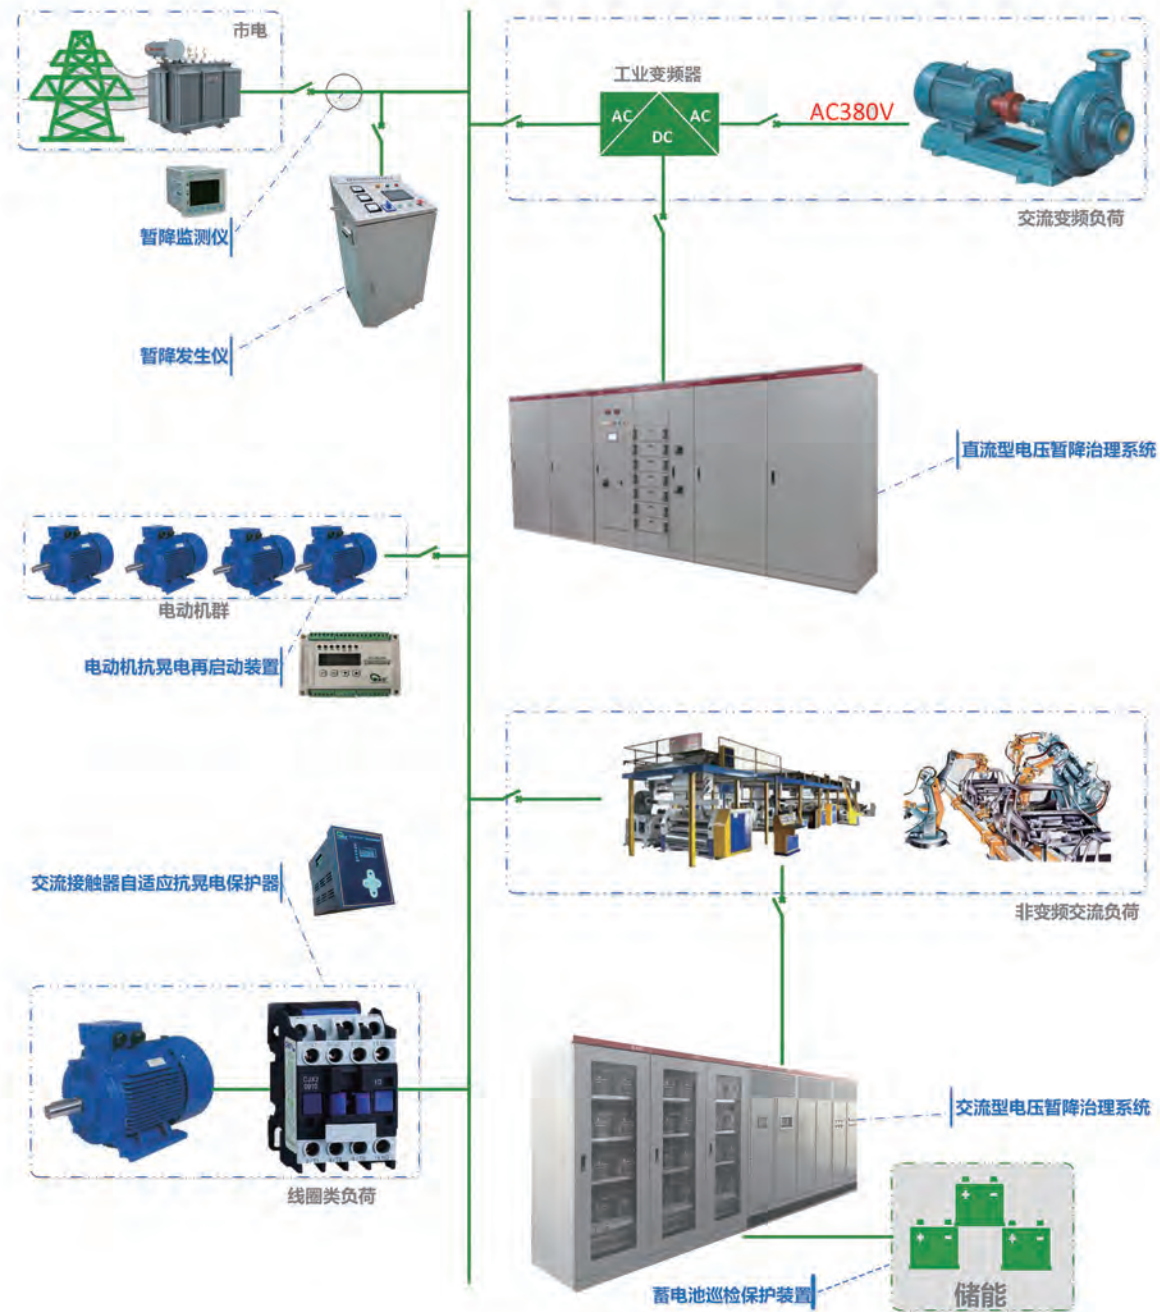 市电
工业变频器
AC
AC
DC
AC380V
交流变频负荷
暂降监测仪
暂降发生仪
直流型电压暂降治理系统
电动机群
电动机抗晃电再启动装置
交流接触器自适应抗晃电保护器
非变频交流负荷
线圈类负荷
交流型电压暂降治理系统
储能
蓄电池巡检保护装置